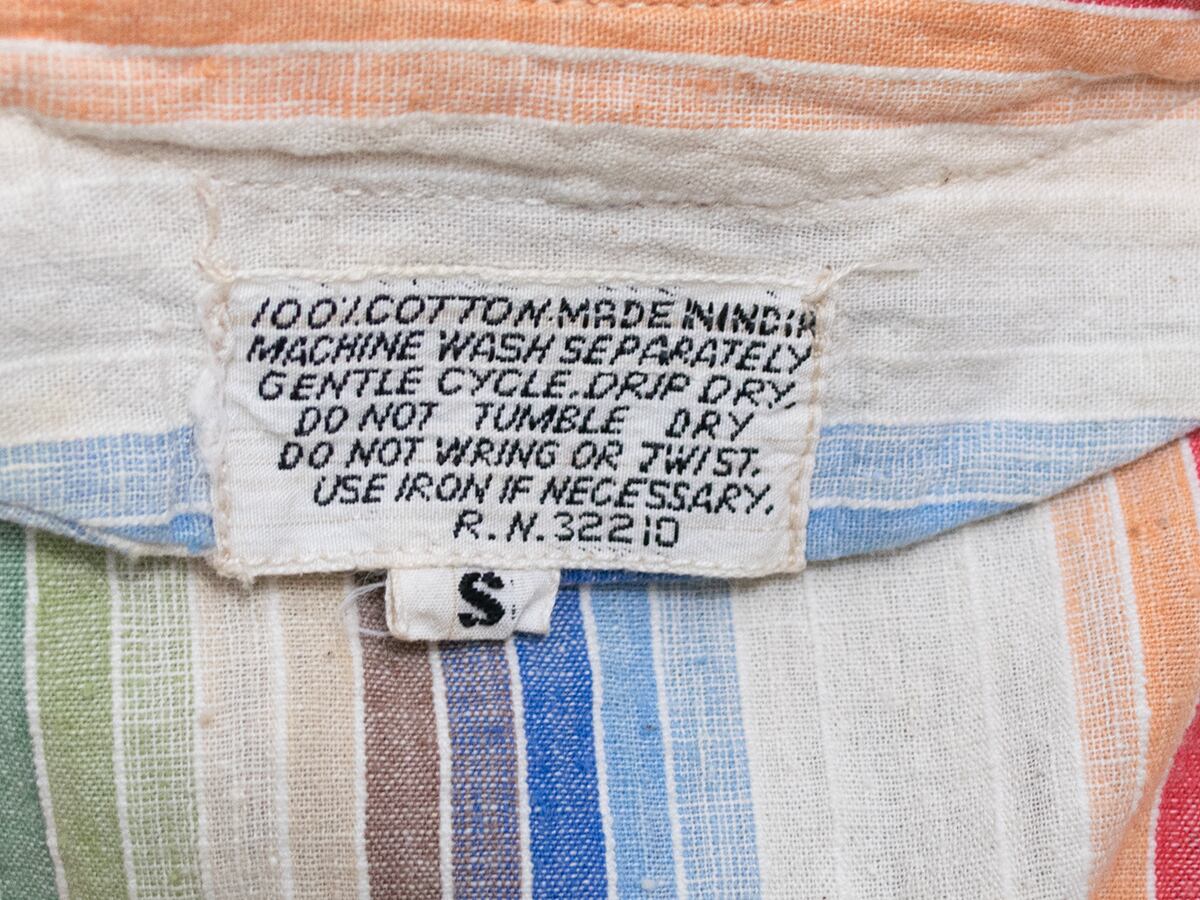 100% COTTON. MADE IN INDIA
MACHINE WASH SEPARATELY
GENTLE CYCLE. DRIP DRY
DO NOT TUMBLE DRY
DO NOT WRING OR TWIST.
USE IRON IF NECESSARY.
R.N. 32210
S